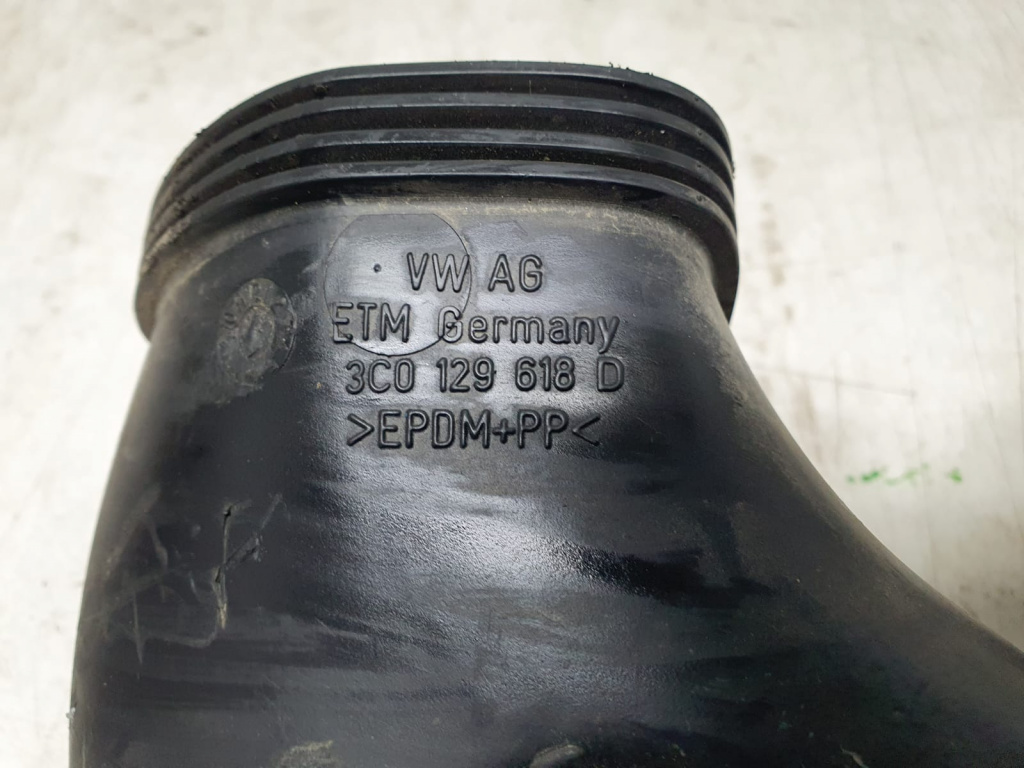 VW AG
ETM Germany
3C0 129 618 D
>EPDM+PP<